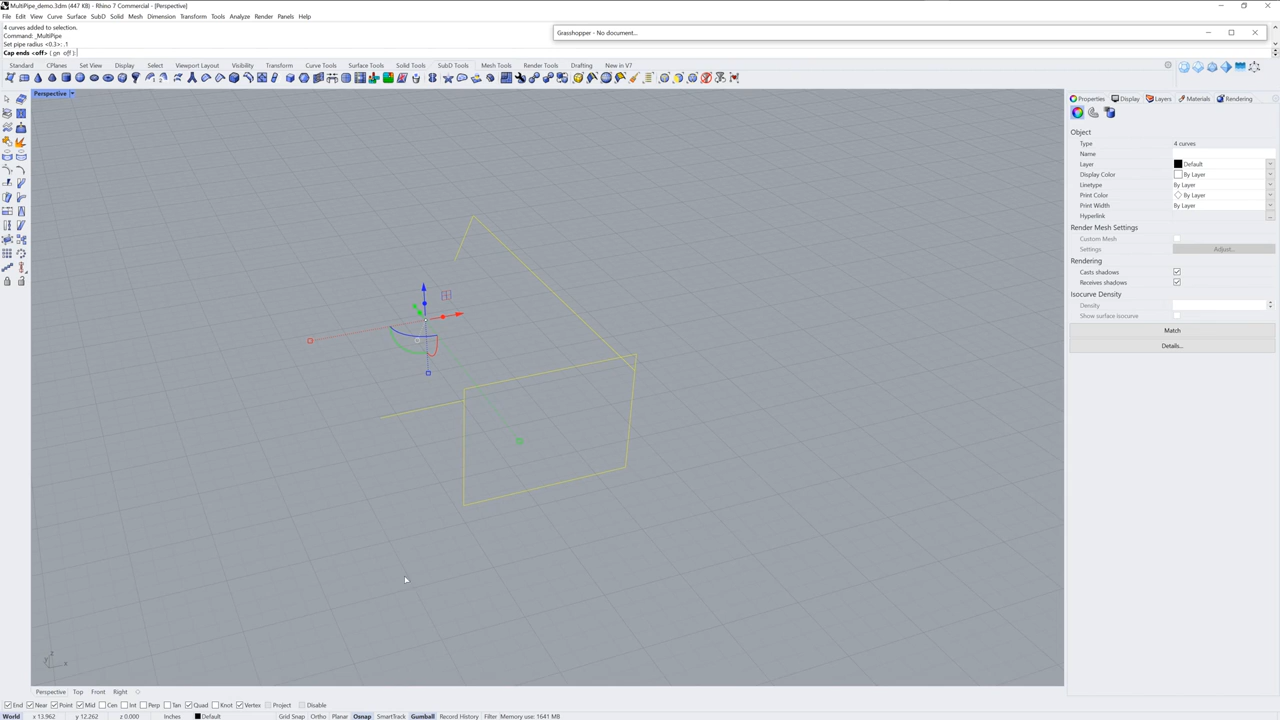 MultiPipe_demo.3dm (447 KB) - Rhino 7 Commercial - [Perspective]
File Edit View Curve Surface SubD Solid Mesh Dimension Transform Tools Analyze Render Panels Help
4 curves added to selection.
Command: _MultiPipe
Set pipe radius <0.3>: .1
Cap ends <off> ( on off ):
Grasshopper - No document...
Standard CPlanes Set View Display Select Viewport Layout Visibility Transform Curve Tools Surface Tools Solid Tools SubD Tools Mesh Tools Render Tools Drafting New in V7
Perspective
Properties Display Layers Materials Rendering
Object
Type 4 curves
Name
Layer Default
Display Color By Layer
Linetype By Layer
Print Color By Layer
Print Width By Layer
Hyperlink ...
Render Mesh Settings
Custom Mesh
Settings Adjust...
Rendering
Casts shadows
Receives shadows
Isocurve Density
Density
Show surface isocurve
Match
Details...
z
y
x
Perspective Top Front Right
End Near Point Mid Cen Int Perp Tan Quad Knot Vertex Project Disable
World x 13.962 y 12.262 z 0.000 Inches Default Grid Snap Ortho Planar Osnap SmartTrack Gumball Record History Filter Memory use: 1641 MB